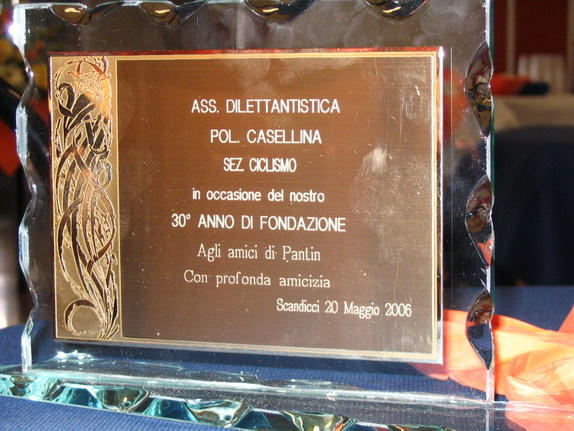 ASS. DILETTANTISTICA
POL. CASELLINA
SEZ. CICLISMO
in occasione del nostro
30° ANNO DI FONDAZIONE
Agli amici di Pantin
Con profonda amicizia
Scandicci 20 Maggio 2006